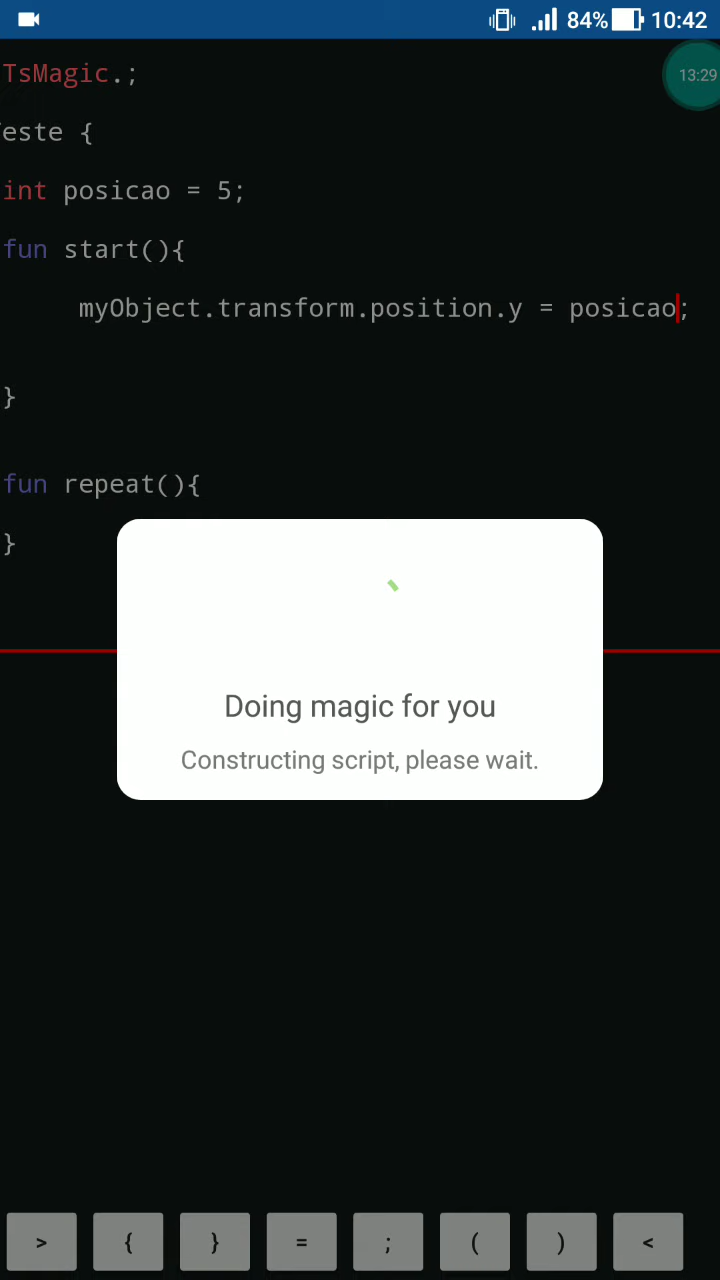 84% 10:42
TsMagic.;
13:29
este {
int posicao = 5;
fun start(){
myObject.transform.position.y = posicao;
}
fun repeat(){
}
Doing magic for you
Constructing script, please wait.
> { } = ; ( ) <